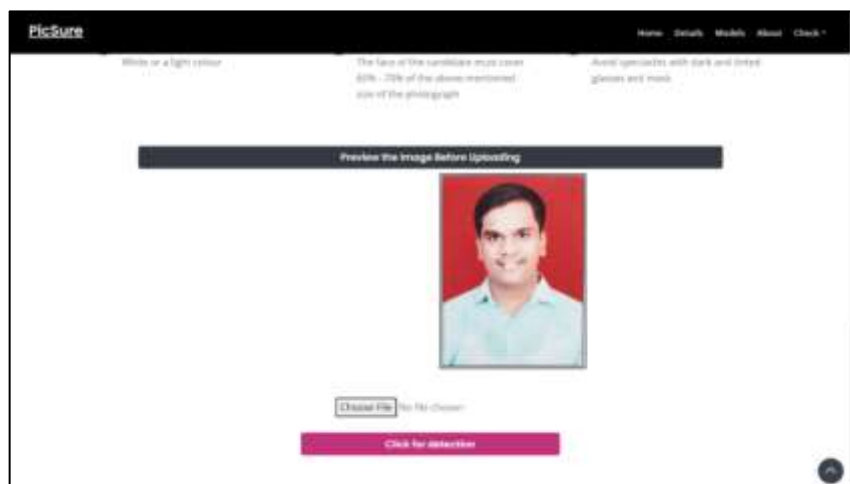 PicSure
Home Details Models About Check
White or a light colour
The face of the candidate must cover
60% - 70% of the above mentioned
size of the photograph
Avoid spectacles with dark and tinted
glasses and mask
Preview the Image Before Uploading
Choose File No file chosen
Click for detection